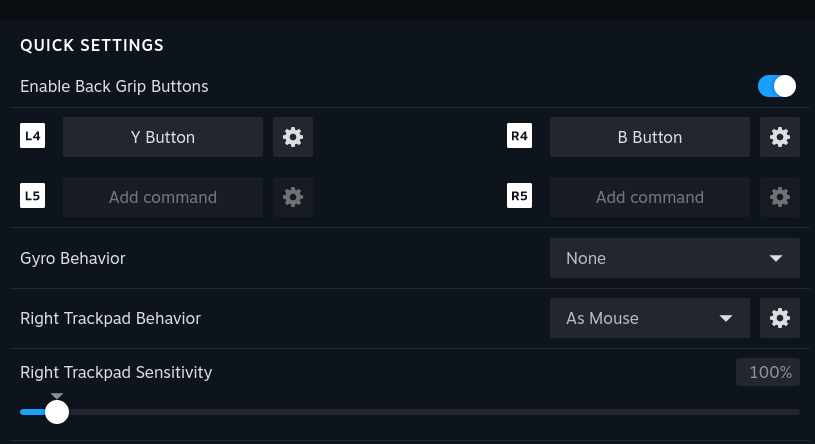 QUICK SETTINGS
Enable Back Grip Buttons
L4 Y Button R4 B Button
L5 Add command R5 Add command
Gyro Behavior None
Right Trackpad Behavior As Mouse
Right Trackpad Sensitivity 100%